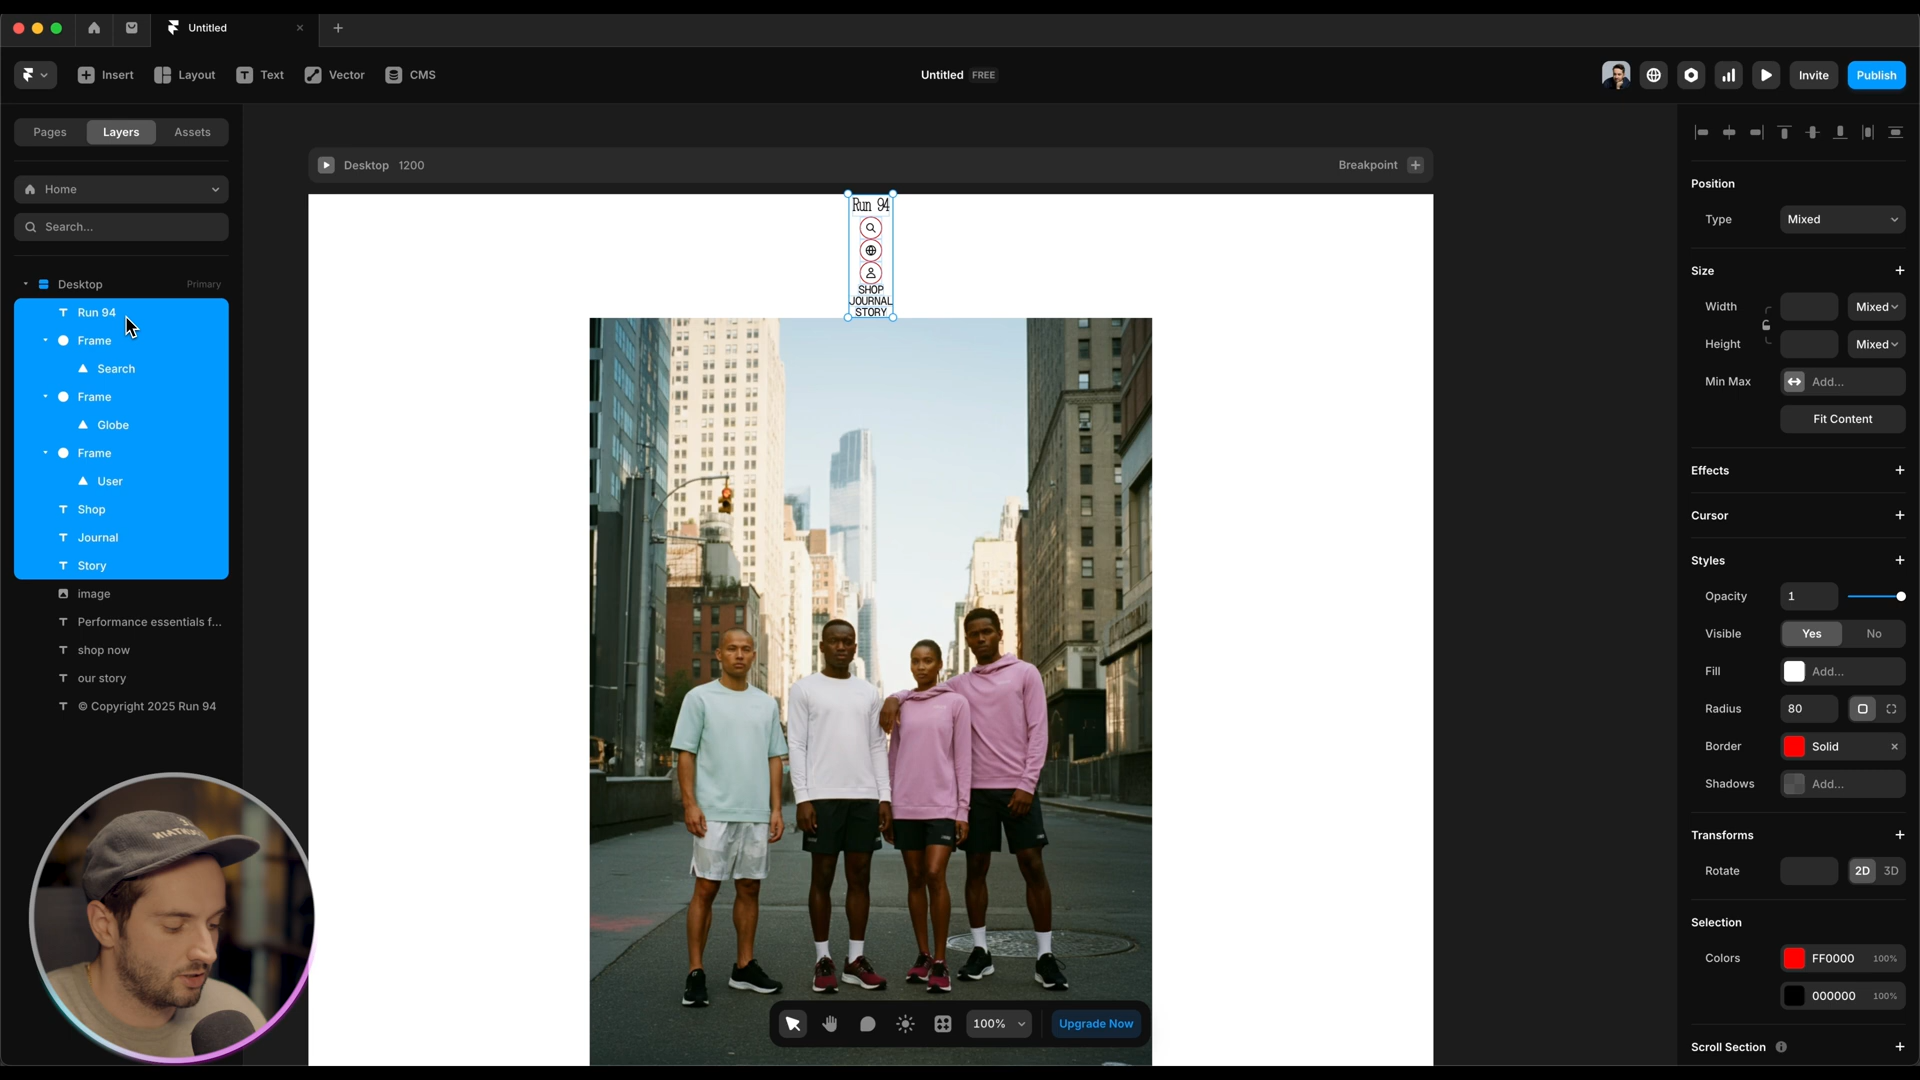 Untitled
Insert
Layout
Text
Vector
CMS
Untitled FREE
Invite
Publish
Pages
Layers
Assets
Home
Search...
Desktop Primary
Run 94
Frame
Search
Frame
Globe
Frame
User
Shop
Journal
Story
image
Performance essentials f...
shop now
our story
© Copyright 2025 Run 94
Desktop 1200
Breakpoint
Run 94
SHOP
JOURNAL
STORY
100%
Upgrade Now
Position
Type Mixed
Size
Width Mixed
Height Mixed
Min Max Add...
Fit Content
Effects
Cursor
Styles
Opacity 1
Visible Yes No
Fill Add...
Radius 80
Border Solid
Shadows Add...
Transforms
Rotate 2D 3D
Selection
Colors FF0000 100%
000000 100%
Scroll Section